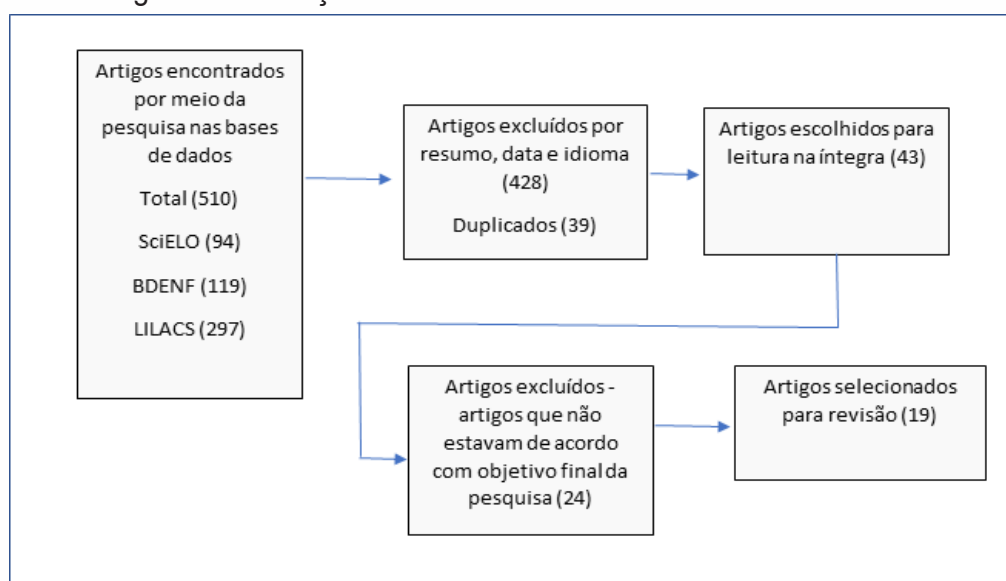 Artigos encontrados
por meio da
pesquisa nas bases
de dados
Total (510)
SciELO (94)
BDENF (119)
LILACS (297)
Artigos excluídos por
resumo, data e idioma
(428)
Duplicados (39)
Artigos escolhidos para
leitura na íntegra (43)
Artigos excluídos -
artigos que não
estavam de acordo
com objetivo final da
pesquisa (24)
Artigos selecionados
para revisão (19)